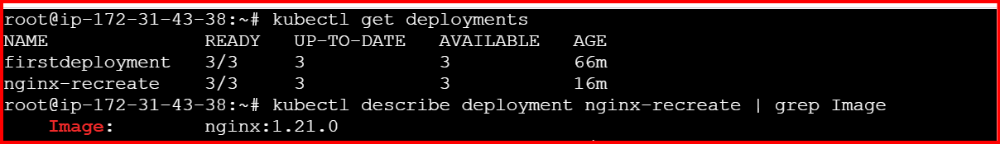 root@ip-172-31-43-38:~# kubectl get deployments
NAME READY UP-TO-DATE AVAILABLE AGE
firstdeployment 3/3 3 3 66m
nginx-recreate 3/3 3 3 16m
root@ip-172-31-43-38:~# kubectl describe deployment nginx-recreate | grep Image
Image: nginx:1.21.0